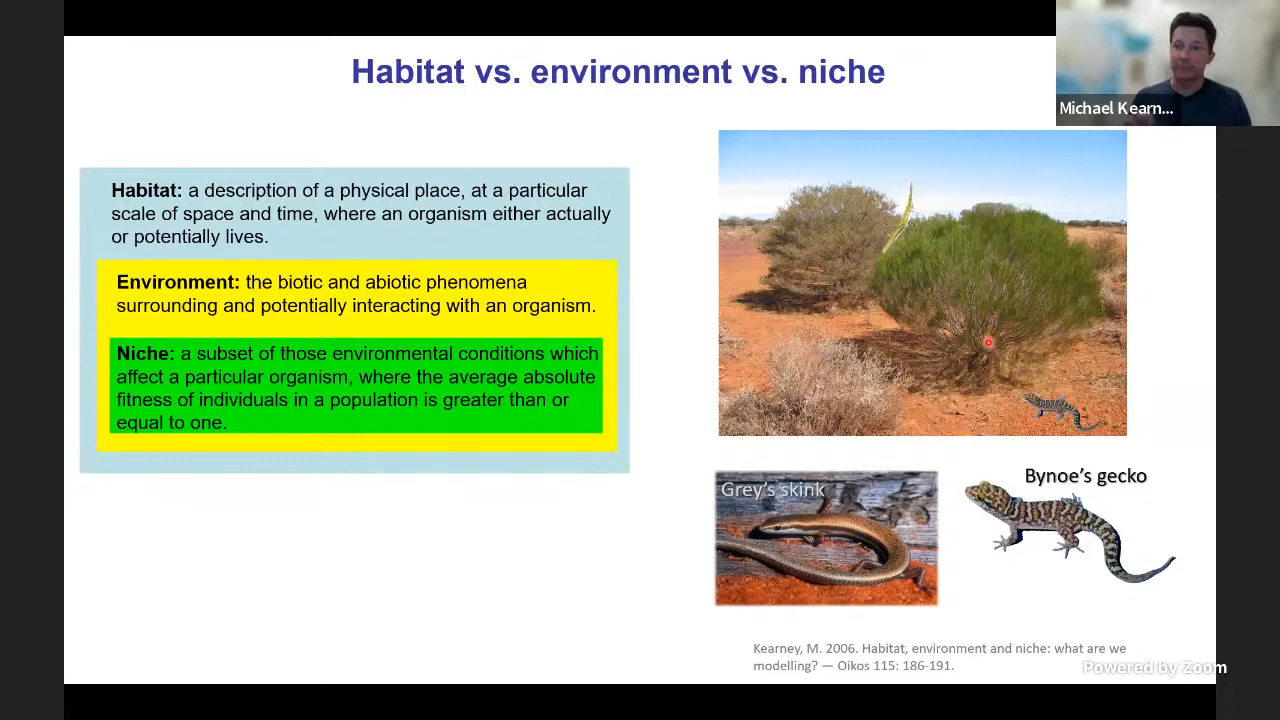 Habitat vs. environment vs. niche
Michael Kearn...
Habitat: a description of a physical place, at a particular
scale of space and time, where an organism either actually
or potentially lives.
Environment: the biotic and abiotic phenomena
surrounding and potentially interacting with an organism.
Niche: a subset of those environmental conditions which
affect a particular organism, where the average absolute
fitness of individuals in a population is greater than or
equal to one.
Grey's skink
Bynoe's gecko
Kearney, M. 2006. Habitat, environment and niche: what are we
modelling? — Oikos 115: 186-191.
Powered by Zoom